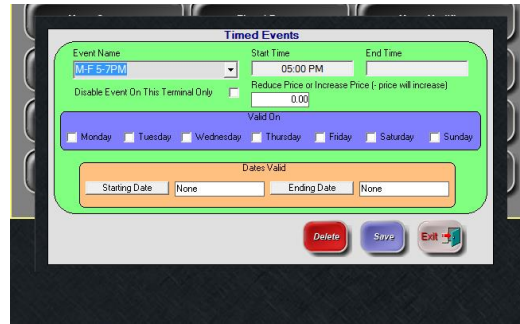 Timed Events
Event Name
Start Time
End Time
M-F 5-7PM
05:00 PM
Disable Event On This Terminal Only
Reduce Price or Increase Price (- price will increase)
0.00
Valid On
Monday Tuesday Wednesday Thursday Friday Saturday Sunday
Dates Valid
Starting Date None Ending Date None
Delete Save Exit